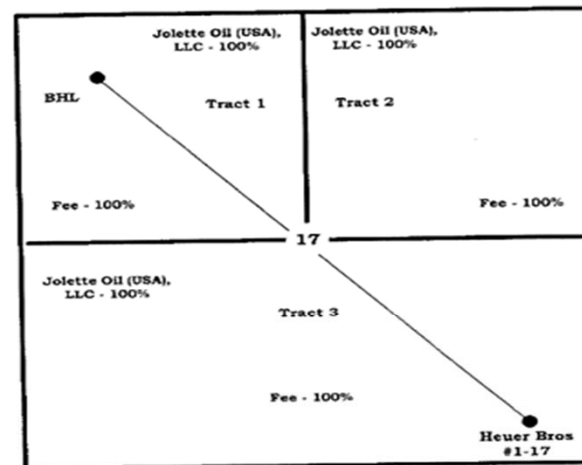 Jolette Oil (USA),
LLC - 100%
BHL
Tract 1
Fee - 100%
Jolette Oil (USA),
LLC - 100%
Tract 2
Fee - 100%
17
Jolette Oil (USA),
LLC - 100%
Tract 3
Fee - 100%
Heuer Bros
#1-17